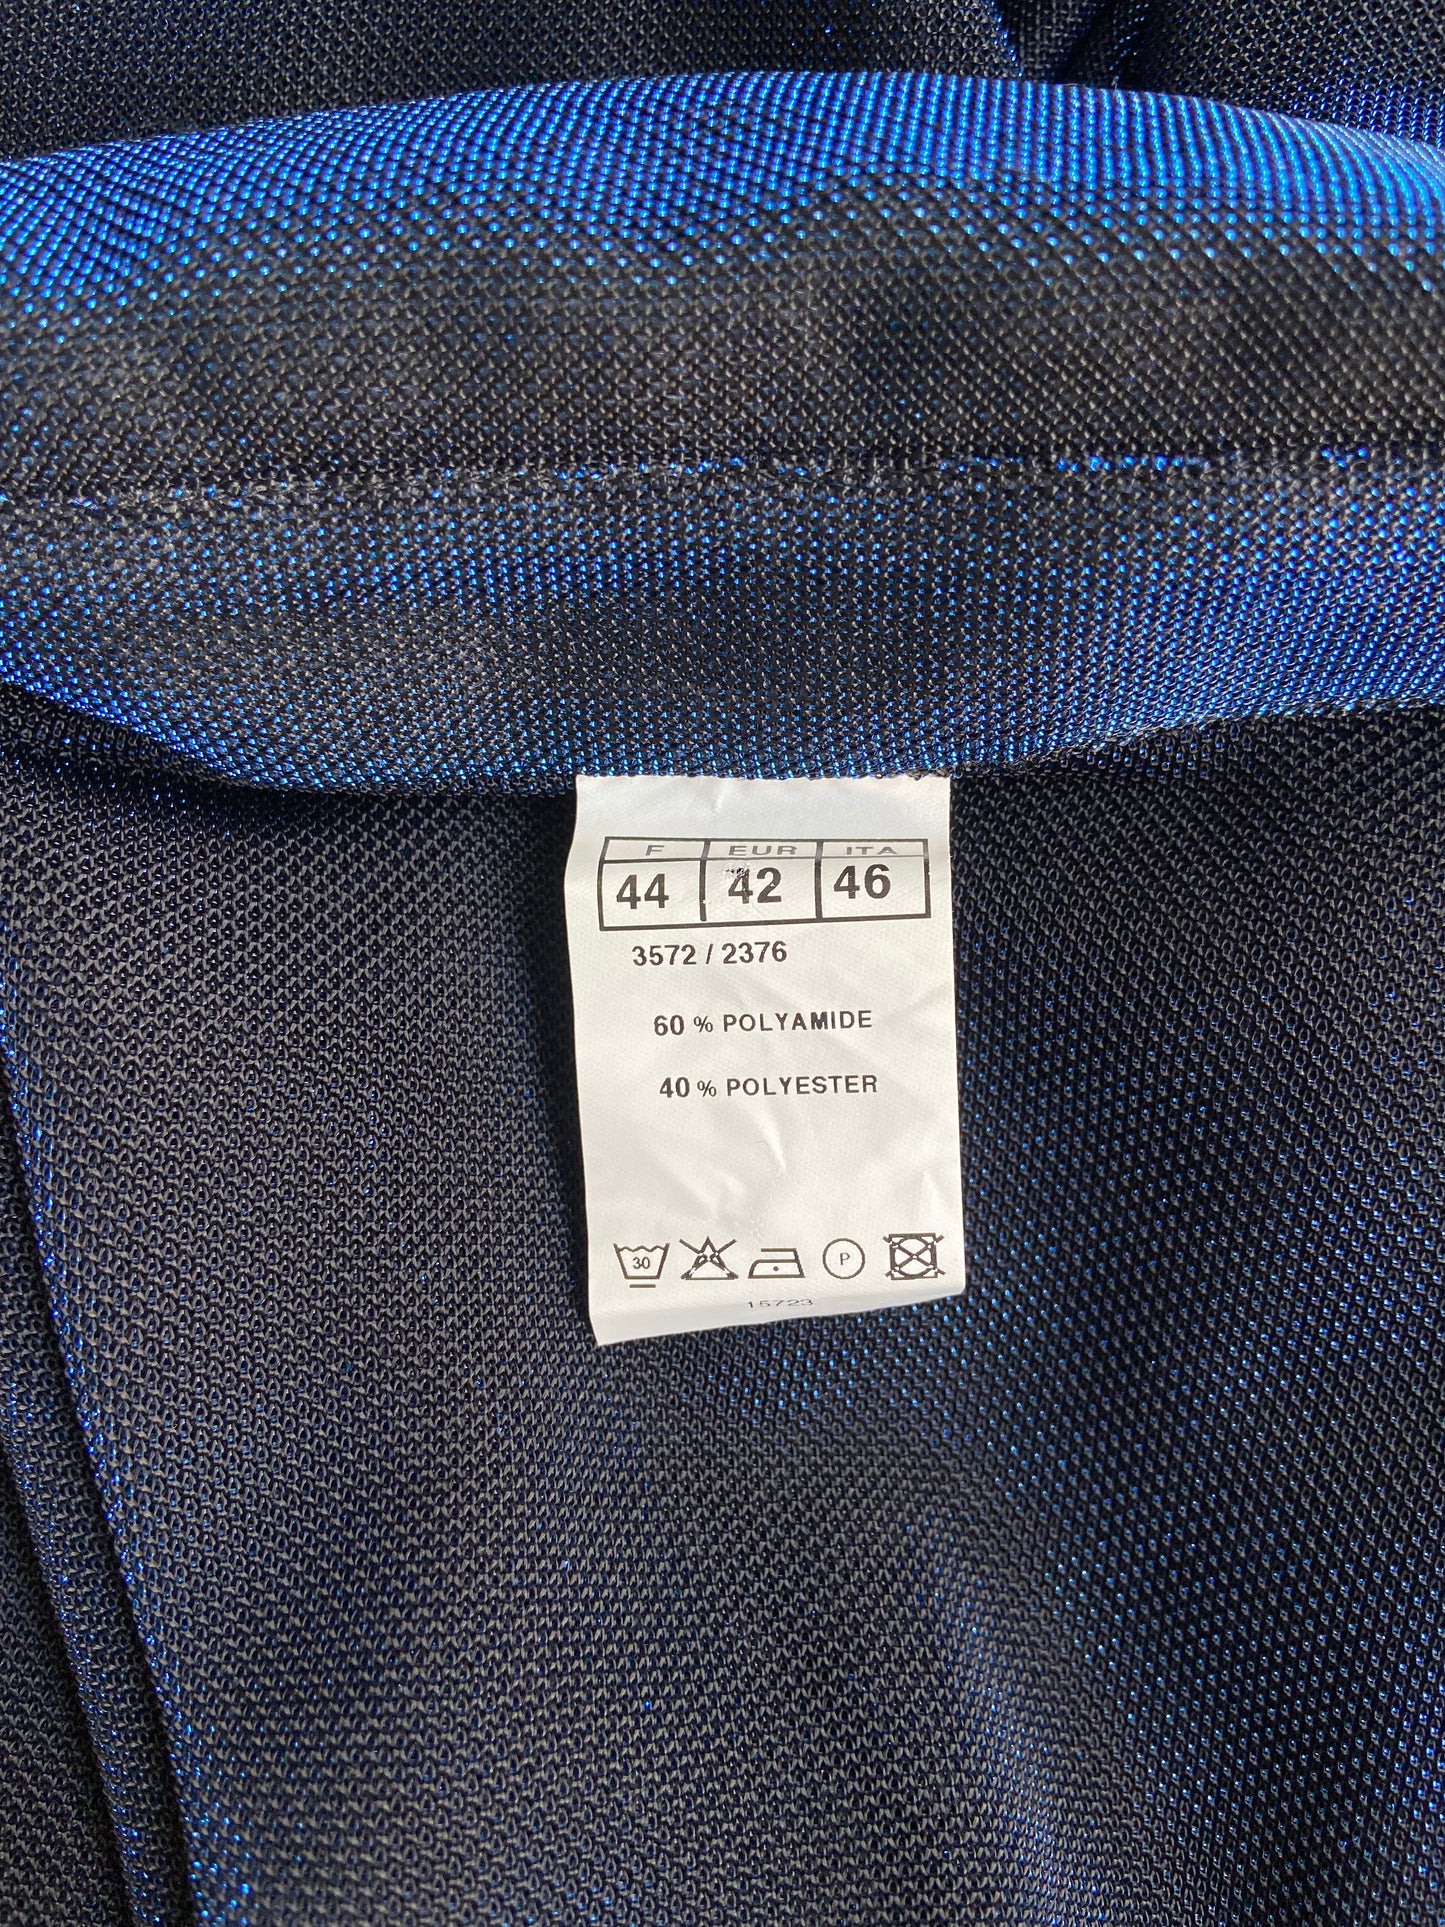 F EUR ITA
44 42 46
3572 / 2376
60 % POLYAMIDE
40 % POLYESTER
30 P
15723